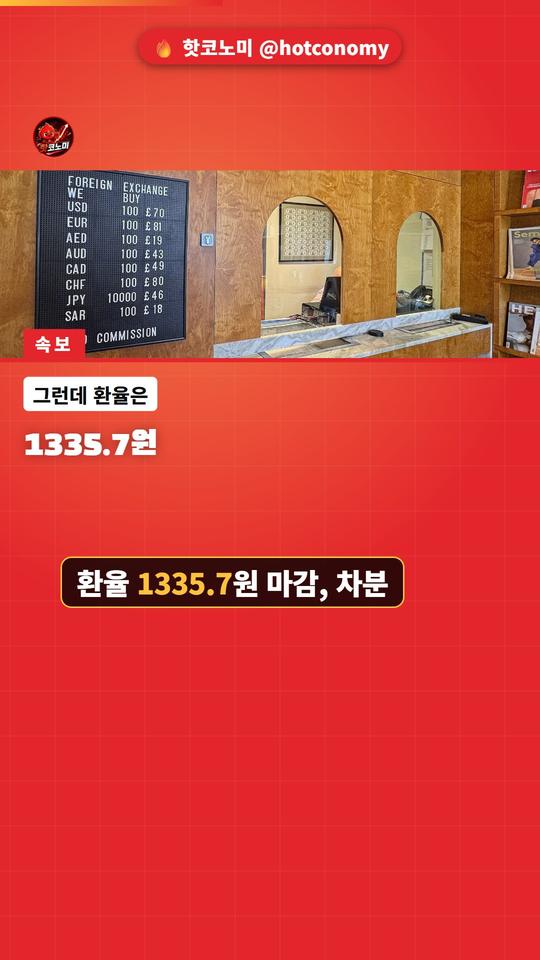 핫코노미 @hotconomy
핫코노미
FOREIGN EXCHANGE
WE BUY
USD 100 £70
EUR 100 £81
AED 100 £19
AUD 100 £43
CAD 100 £49
CHF 100 £80
JPY 10000 £46
SAR 100 £18
COMMISSION
속보
그런데 환율은
1335.7원
환율 1335.7원 마감, 차분